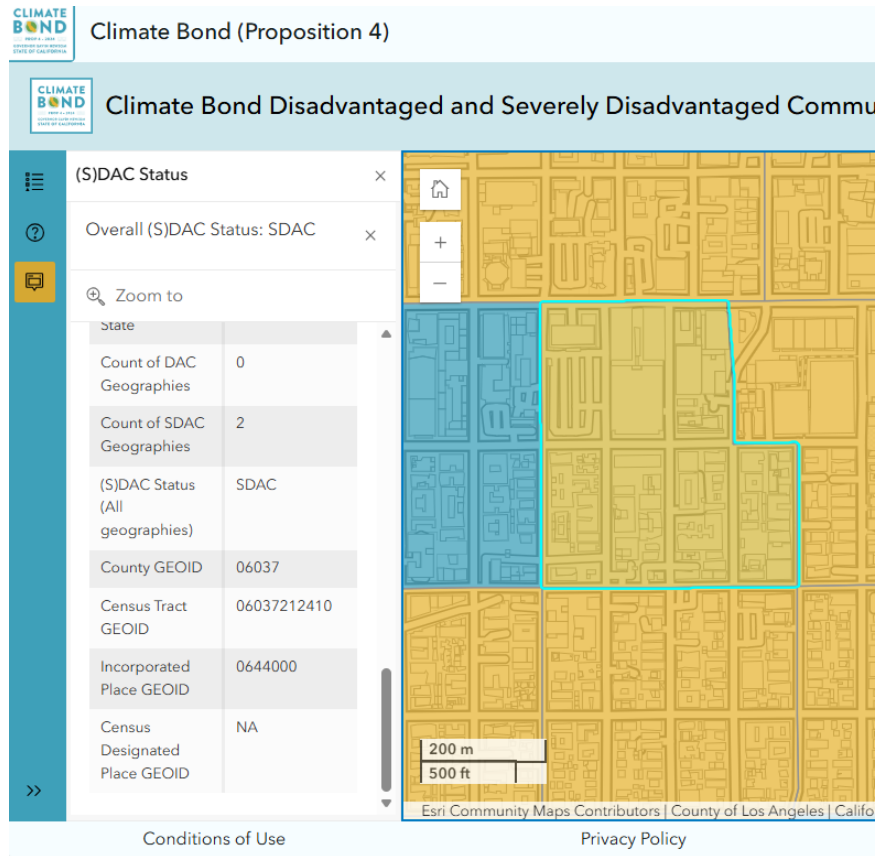 CLIMATE
BOND
Climate Bond (Proposition 4)
CLIMATE
BOND
Climate Bond Disadvantaged and Severely Disadvantaged Commu
(S)DAC Status
Overall (S)DAC Status: SDAC
Zoom to
State
Count of DAC
Geographies
0
Count of SDAC
Geographies
2
(S)DAC Status
(All
geographies)
SDAC
County GEOID
06037
Census Tract
GEOID
06037212410
Incorporated
Place GEOID
0644000
Census
Designated
Place GEOID
NA
200 m
500 ft
Esri Community Maps Contributors | County of Los Angeles | Califo
Conditions of Use
Privacy Policy